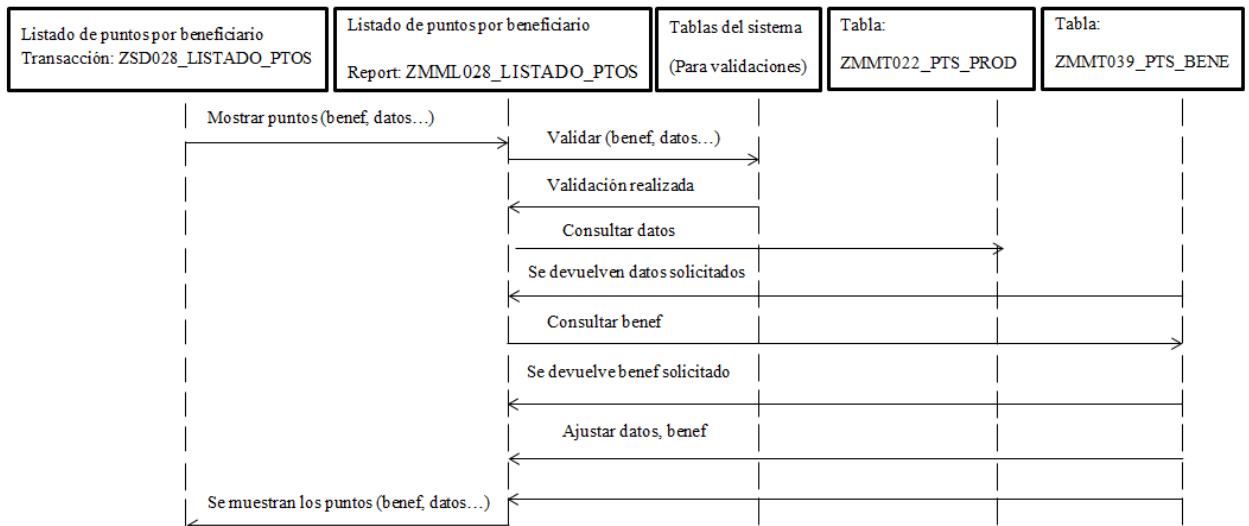 Listado de puntos por beneficiario
Transacción: ZSD028_LISTADO_PTOS
Listado de puntos por beneficiario
Report: ZMML028_LISTADO_PTOS
Tablas del sistema
(Para validaciones)
Tabla:
ZMMT022_PTS_PROD
Tabla:
ZMMT039_PTS_BENE
Mostrar puntos (benef, datos...)
Validar (benef, datos...)
Validación realizada
Consultar datos
Se devuelven datos solicitados
Consultar benef
Se devuelve benef solicitado
Ajustar datos, benef
Se muestran los puntos (benef, datos...)